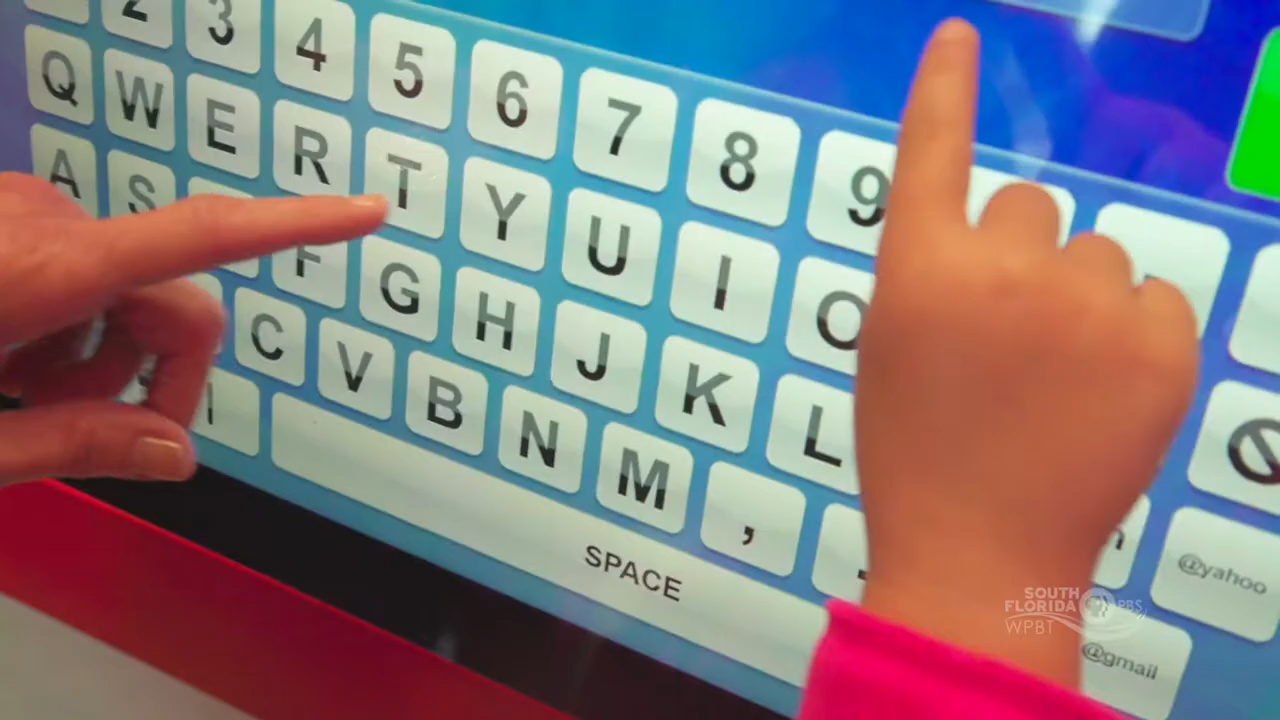 2 3 4 5 6 7 8 9
Q W E R T Y U I O
A S F G H J K L
C V B N M , .
SPACE
@yahoo
@gmail
SOUTH
FLORIDA PBS
WPBT